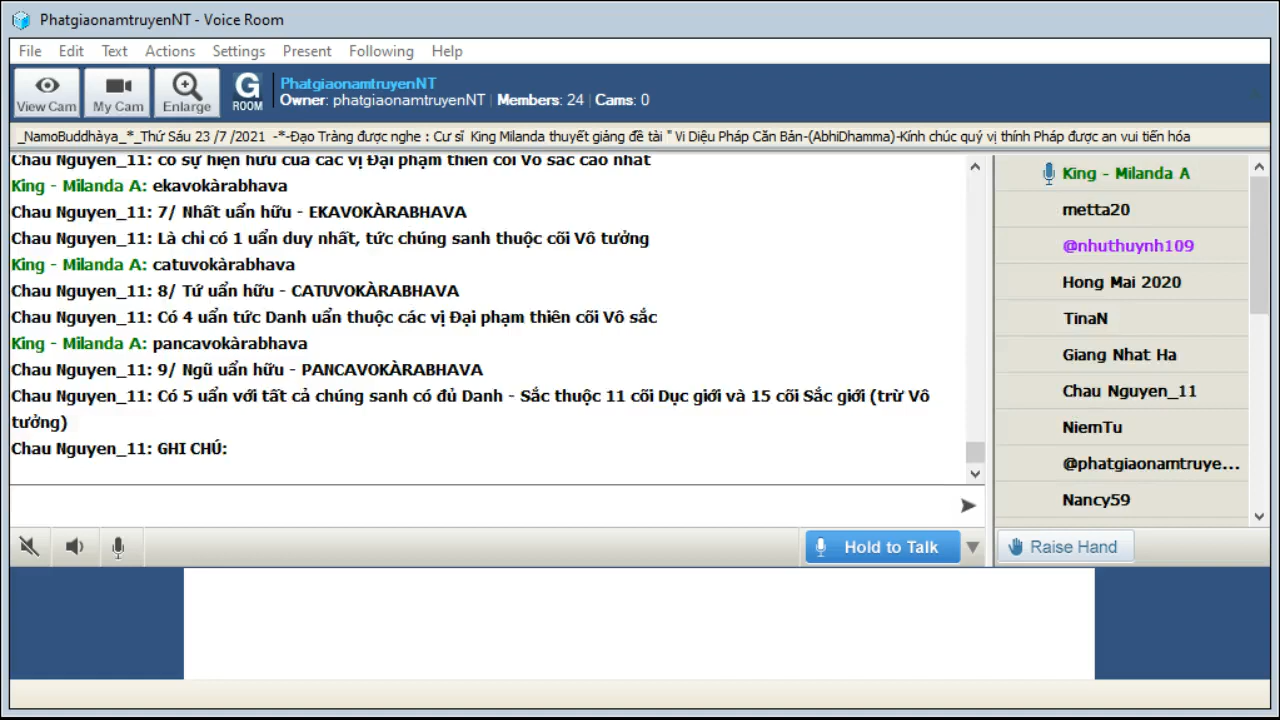 PhatgiaonamtruyenNT - Voice Room
File Edit Text Actions Settings Present Following Help
View Cam
My Cam
Enlarge
G
ROOM
PhatgiaonamtruyenNT
Owner: phatgiaonamtruyenNT | Members: 24 | Cams: 0
_NamoBuddhàya_*_Thứ Sáu 23 /7 /2021 -*-Đạo Tràng được nghe : Cư sĩ King Milanda thuyết giảng đề tài " Vi Diệu Pháp Căn Bản-(AbhiDhamma)-Kính chúc quý vị thính Pháp được an vui tiến hóa
Chau Nguyen_11: có sự hiện hữu của các vị Đại phạm thiên cõi Vô sắc cao nhất
King - Milanda A: ekavokàrabhava
Chau Nguyen_11: 7/ Nhất uẩn hữu - EKAVOKÀRABHAVA
Chau Nguyen_11: Là chỉ có 1 uẩn duy nhất, tức chúng sanh thuộc cõi Vô tưởng
King - Milanda A: catuvokàrabhava
Chau Nguyen_11: 8/ Tứ uẩn hữu - CATUVOKÀRABHAVA
Chau Nguyen_11: Có 4 uẩn tức Danh uẩn thuộc các vị Đại phạm thiên cõi Vô sắc
King - Milanda A: pancavokàrabhava
Chau Nguyen_11: 9/ Ngũ uẩn hữu - PANCAVOKÀRABHAVA
Chau Nguyen_11: Có 5 uẩn với tất cả chúng sanh có đủ Danh - Sắc thuộc 11 cõi Dục giới và 15 cõi Sắc giới (trừ Vô
tưởng)
Chau Nguyen_11: GHI CHÚ:
King - Milanda A
metta20
@nhuthuynh109
Hong Mai 2020
TinaN
Giang Nhat Ha
Chau Nguyen_11
NiemTu
@phatgiaonamtruye...
Nancy59
Hold to Talk
Raise Hand